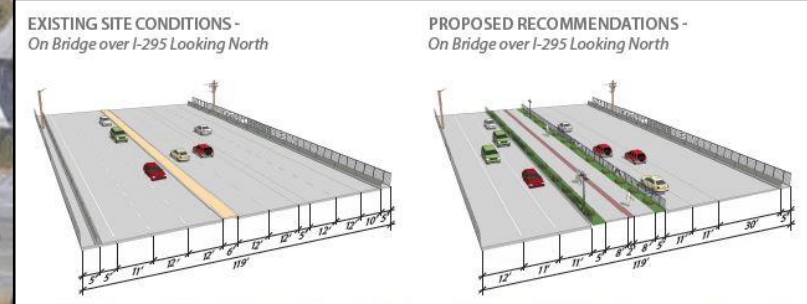 EXISTING SITE CONDITIONS -
On Bridge over I-295 Looking North
5' 5' 11' 12' 12' 6' 12' 12' 5' 12' 12' 10' 5'
119'
PROPOSED RECOMMENDATIONS -
On Bridge over I-295 Looking North
12' 11' 11' 5' 8' 2' 8' 5' 11' 11' 30' 5'
119'